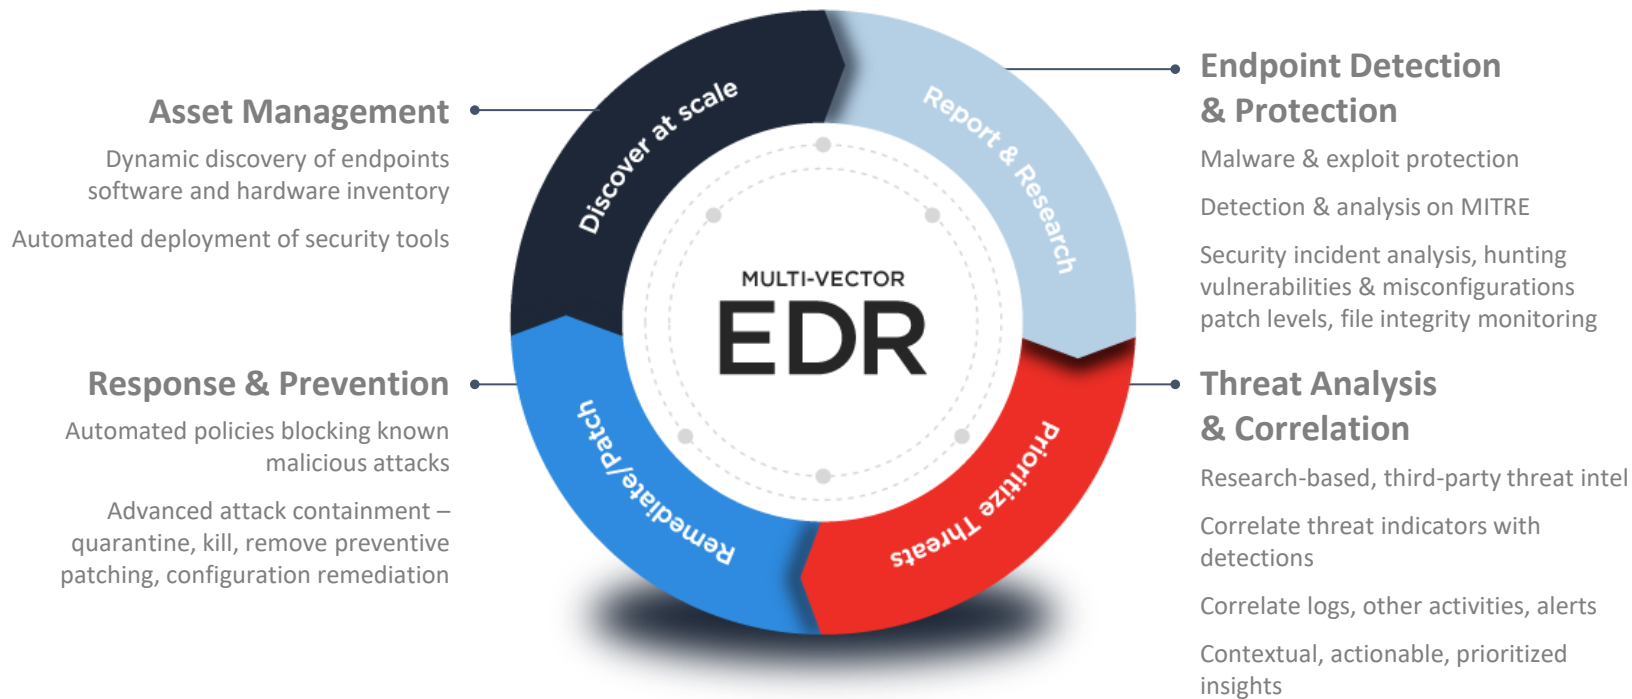 Asset Management
Dynamic discovery of endpoints
software and hardware inventory
Automated deployment of security tools
Response & Prevention
Automated policies blocking known
malicious attacks
Advanced attack containment –
quarantine, kill, remove preventive
patching, configuration remediation
Discover at scale
Report & Research
Prioritize Threats
Remediate/Patch
MULTI-VECTOR
EDR
Endpoint Detection
& Protection
Malware & exploit protection
Detection & analysis on MITRE
Security incident analysis, hunting
vulnerabilities & misconfigurations
patch levels, file integrity monitoring
Threat Analysis
& Correlation
Research-based, third-party threat intel
Correlate threat indicators with
detections
Correlate logs, other activities, alerts
Contextual, actionable, prioritized
insights